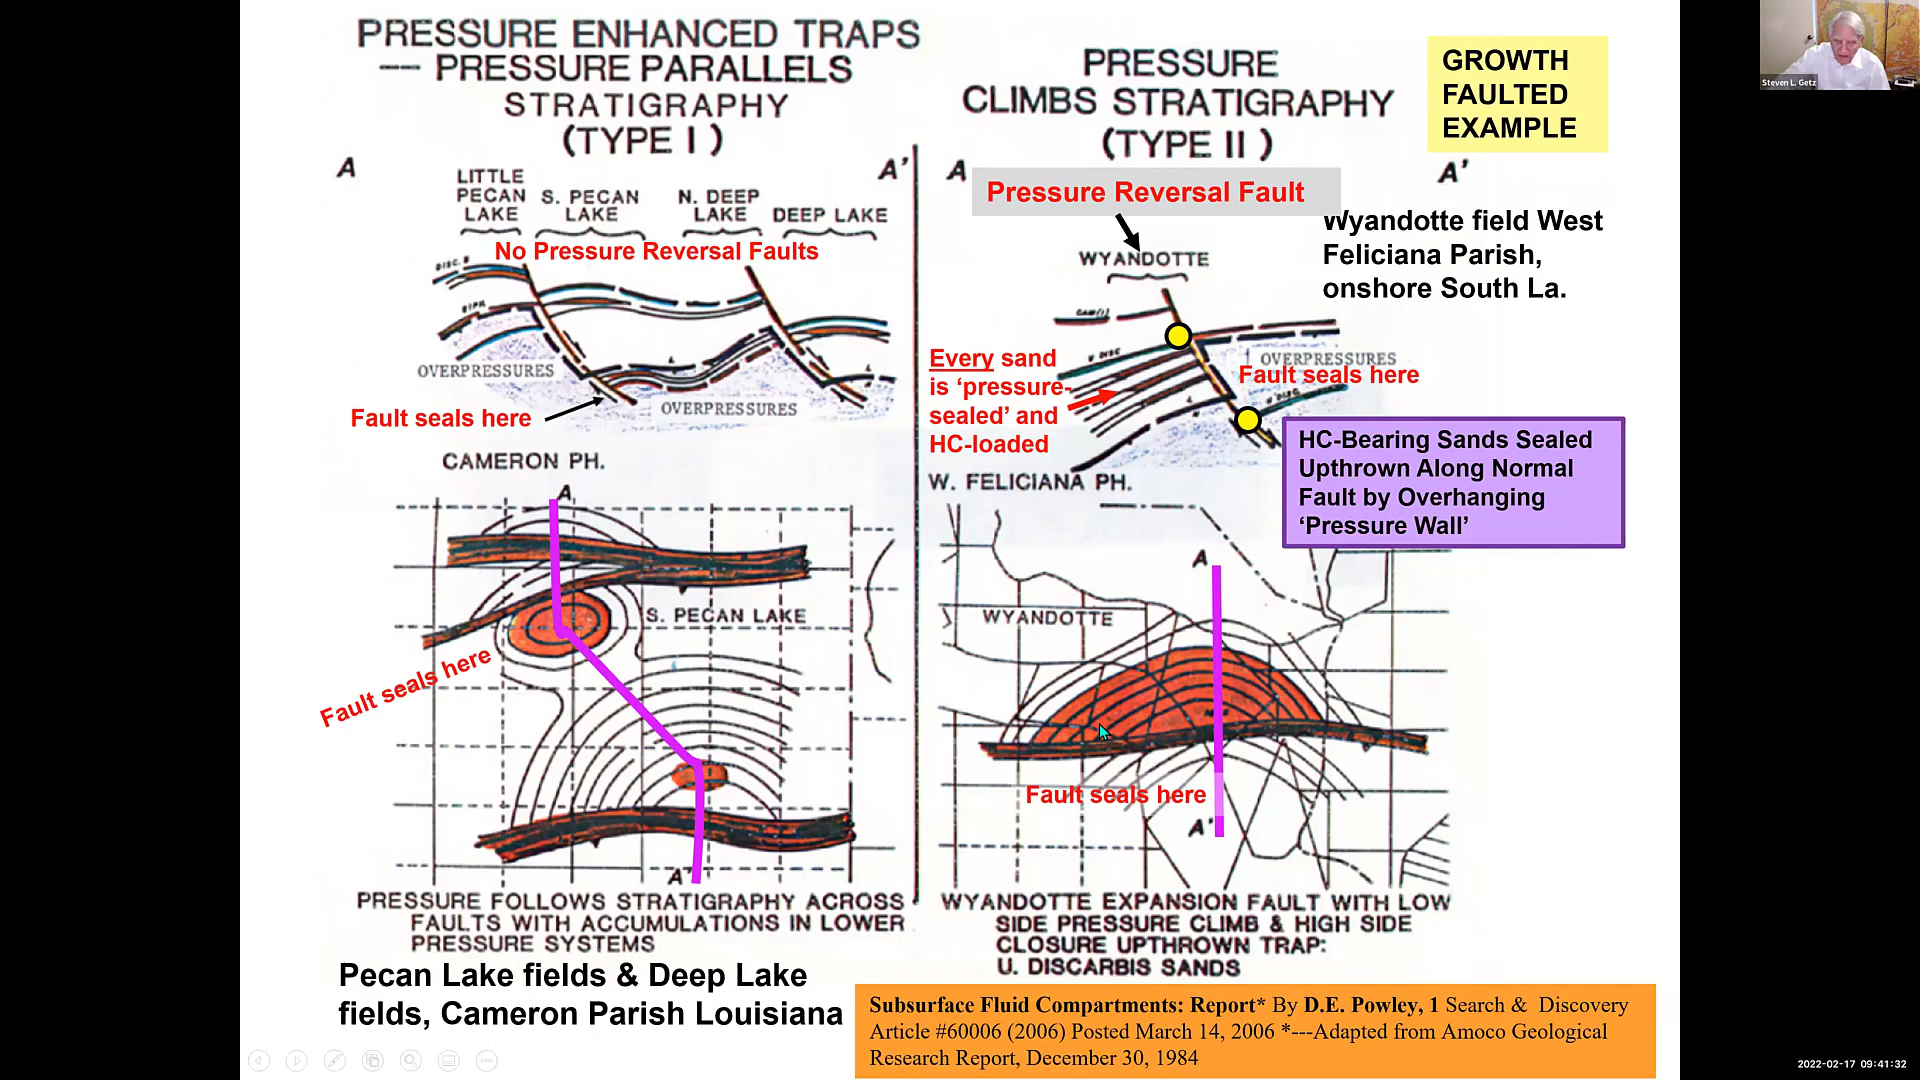 PRESSURE ENHANCED TRAPS
— PRESSURE PARALLELS
STRATIGRAPHY
(TYPE I)
A
A'
LITTLE
PECAN
LAKE
S. PECAN
LAKE
N. DEEP
LAKE
DEEP LAKE
No Pressure Reversal Faults
DISC. B
OVERPRESSURES
OVERPRESSURES
Fault seals here
CAMERON PH.
A
S. PECAN LAKE
Fault seals here
A'
PRESSURE FOLLOWS STRATIGRAPHY ACROSS
FAULTS WITH ACCUMULATIONS IN LOWER
PRESSURE SYSTEMS
Pecan Lake fields & Deep Lake
fields, Cameron Parish Louisiana
PRESSURE
CLIMBS STRATIGRAPHY
(TYPE II)
GROWTH
FAULTED
EXAMPLE
A
A'
Pressure Reversal Fault
Wyandotte field West
Feliciana Parish,
onshore South La.
WYANDOTTE
CAM(I)
U DISC
Every sand
is ‘pressure-
sealed’ and
HC-loaded
OVERPRESSURES
Fault seals here
U DISC
HC-Bearing Sands Sealed
Upthrown Along Normal
Fault by Overhanging
‘Pressure Wall’
W. FELICIANA PH.
A
WYANDOTTE
Fault seals here
A'
WYANDOTTE EXPANSION FAULT WITH LOW
SIDE PRESSURE CLIMB & HIGH SIDE
CLOSURE UPTHROWN TRAP:
U. DISCARBIS SANDS
Subsurface Fluid Compartments: Report* By D.E. Powley, 1 Search & Discovery
Article #60006 (2006) Posted March 14, 2006 *---Adapted from Amoco Geological
Research Report, December 30, 1984
Steven L. Getz
2022-02-17 09:41:32